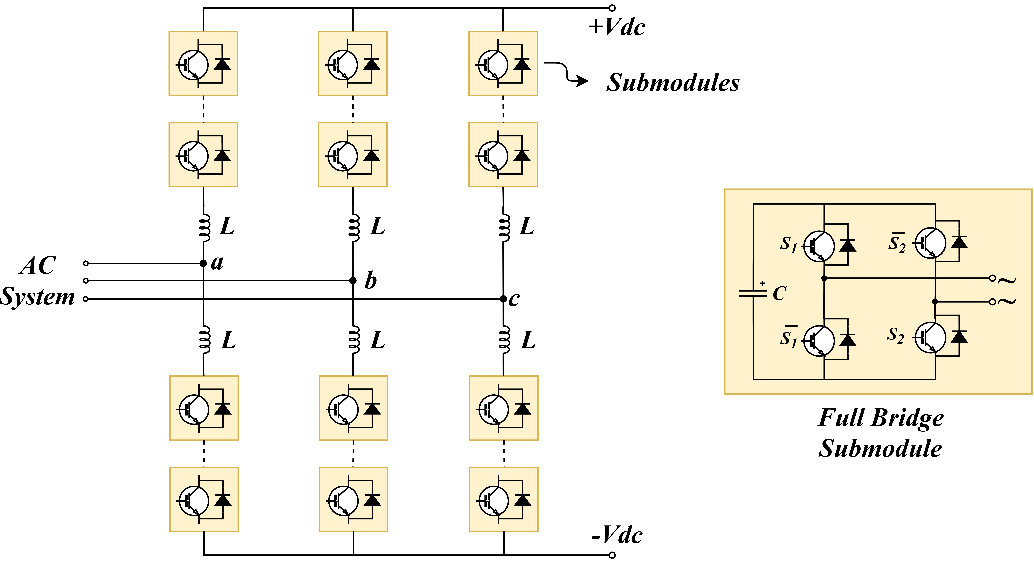 +Vdc
Submodules
L L L
AC
System
a
b
c
L L L
-Vdc
S₁
S̅₂
+
C
~
~
S̅₁
S₂
Full Bridge
Submodule